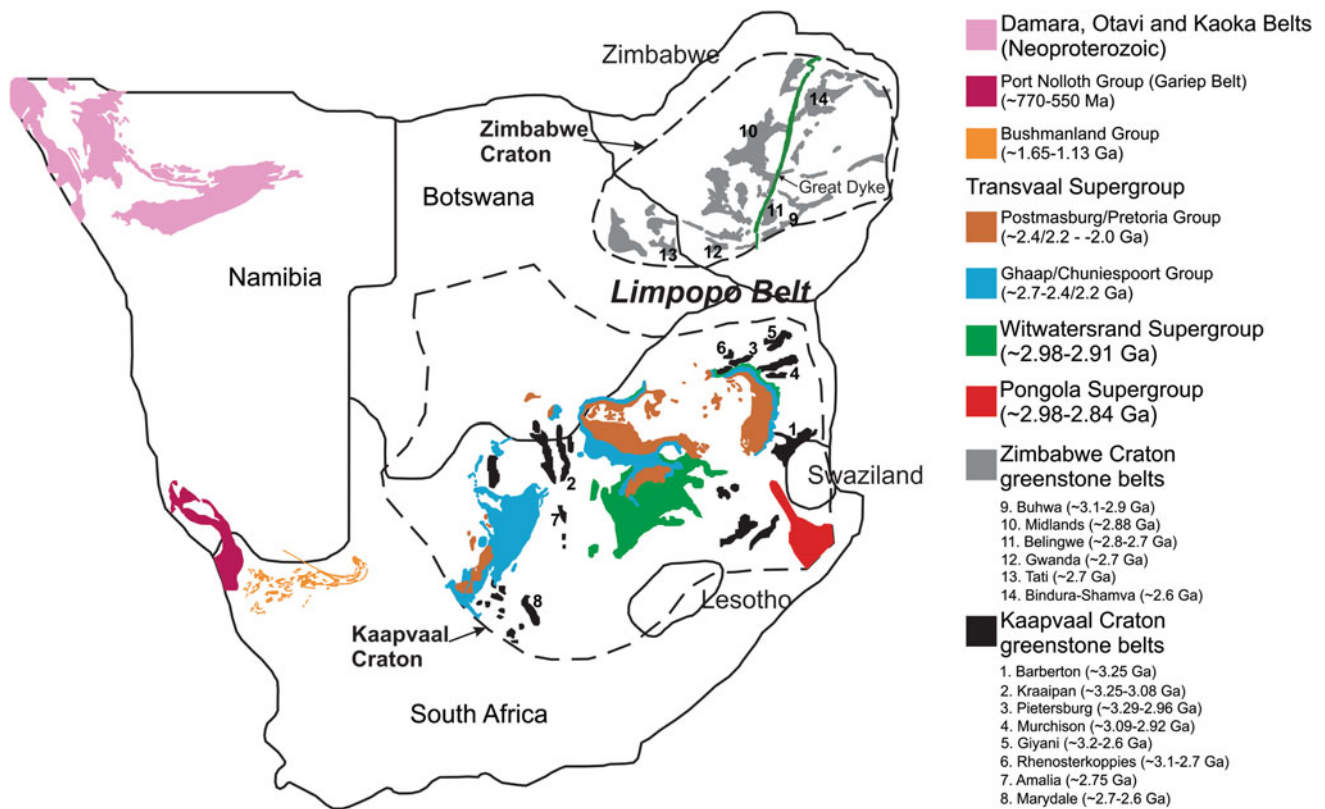 Zimbabwe
14
Zimbabwe
Craton
10
Great Dyke
Botswana
11
9
13
12
Namibia
Limpopo Belt
5
6
3
4
1
Swaziland
2
7
8
Lesotho
Kaapvaal
Craton
South Africa
Damara, Otavi and Kaoka Belts
(Neoproterozoic)
Port Nolloth Group (Gariep Belt)
(~770-550 Ma)
Bushmanland Group
(~1.65-1.13 Ga)
Transvaal Supergroup
Postmasburg/Pretoria Group
(~2.4/2.2 - -2.0 Ga)
Ghaap/Chuniespoort Group
(~2.7-2.4/2.2 Ga)
Witwatersrand Supergroup
(~2.98-2.91 Ga)
Pongola Supergroup
(~2.98-2.84 Ga)
Zimbabwe Craton
greenstone belts
9. Buhwa (~3.1-2.9 Ga)
10. Midlands (~2.88 Ga)
11. Belingwe (~2.8-2.7 Ga)
12. Gwanda (~2.7 Ga)
13. Tati (~2.7 Ga)
14. Bindura-Shamva (~2.6 Ga)
Kaapvaal Craton
greenstone belts
1. Barberton (~3.25 Ga)
2. Kraaipan (~3.25-3.08 Ga)
3. Pietersburg (~3.29-2.96 Ga)
4. Murchison (~3.09-2.92 Ga)
5. Giyani (~3.2-2.6 Ga)
6. Rhenosterkoppies (~3.1-2.7 Ga)
7. Amalia (~2.75 Ga)
8. Marydale (~2.7-2.6 Ga)